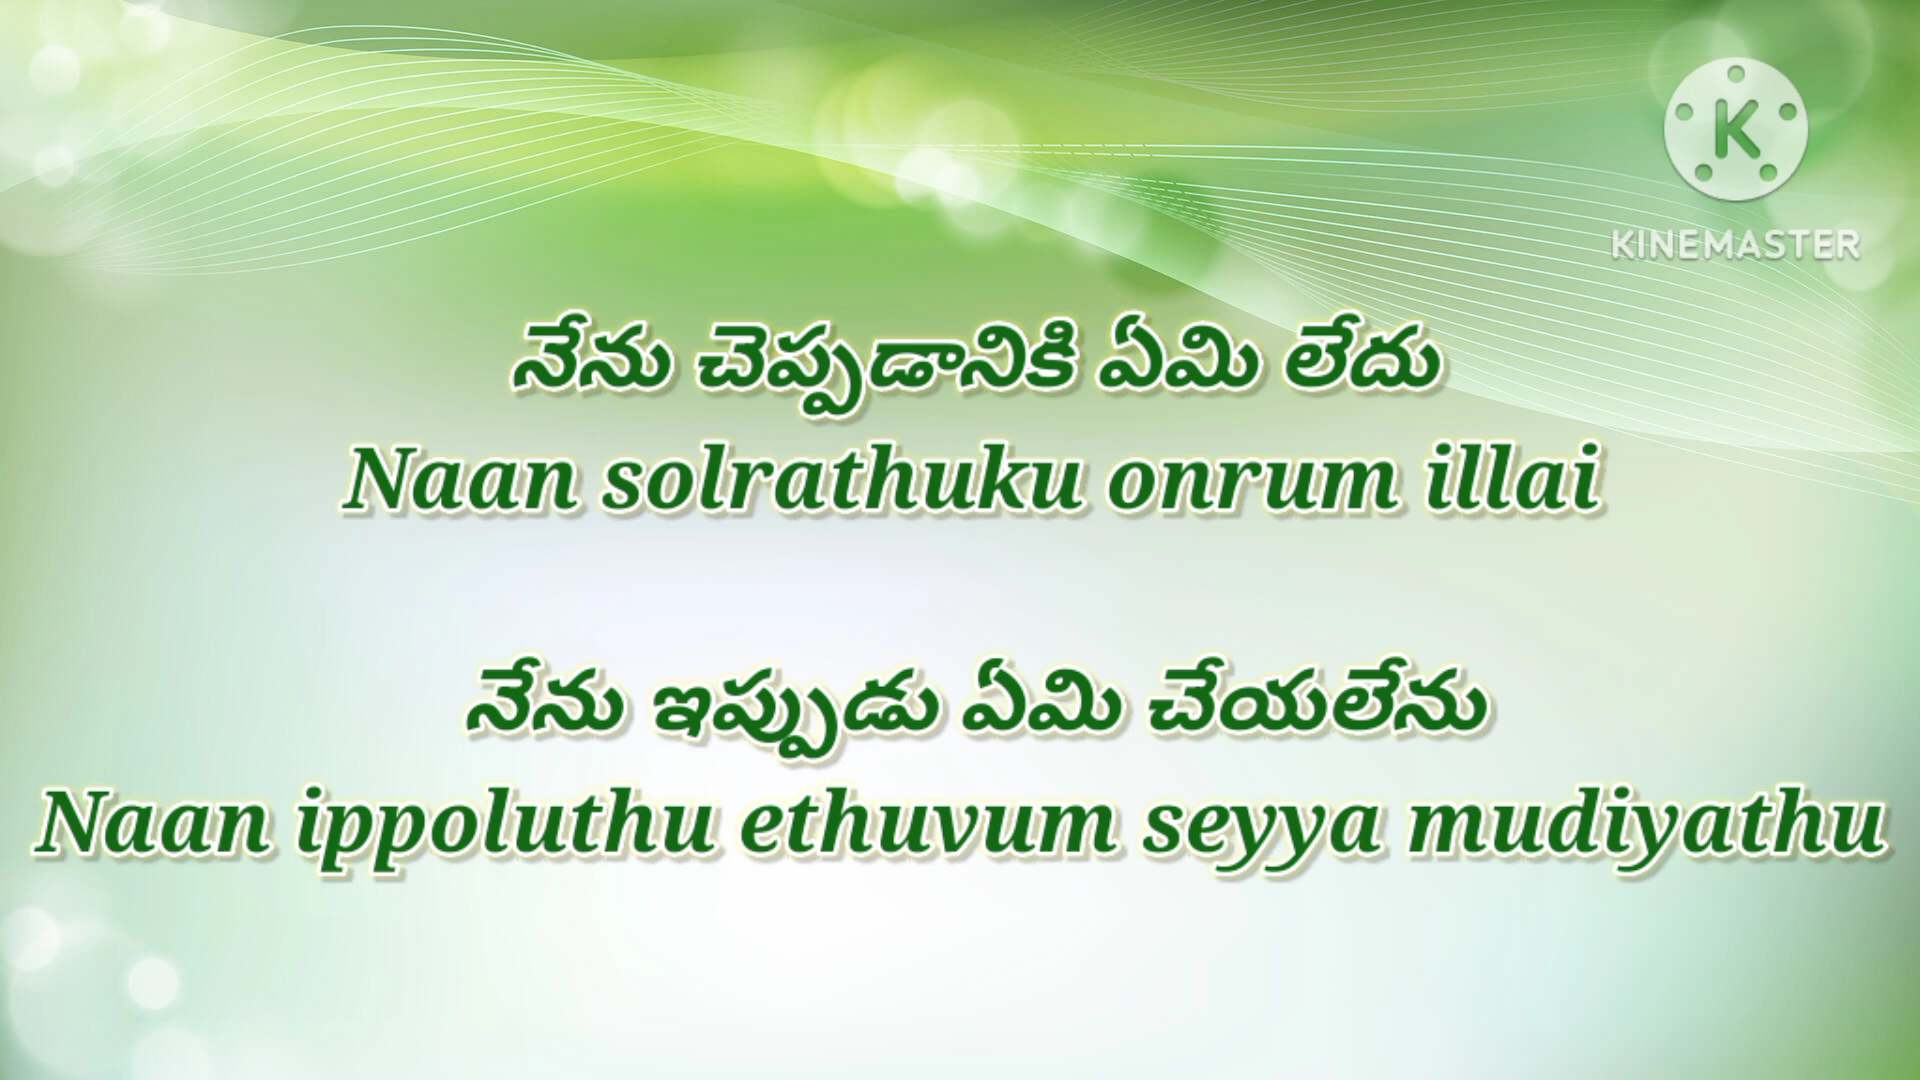 K
KINEMASTER
నేను చెప్పడానికి ఏమి లేదు
Naan solrathuku onrum illai
నేను ఇప్పుడు ఏమి చేయలేను
Naan ippoluthu ethuvum seyya mudiyathu